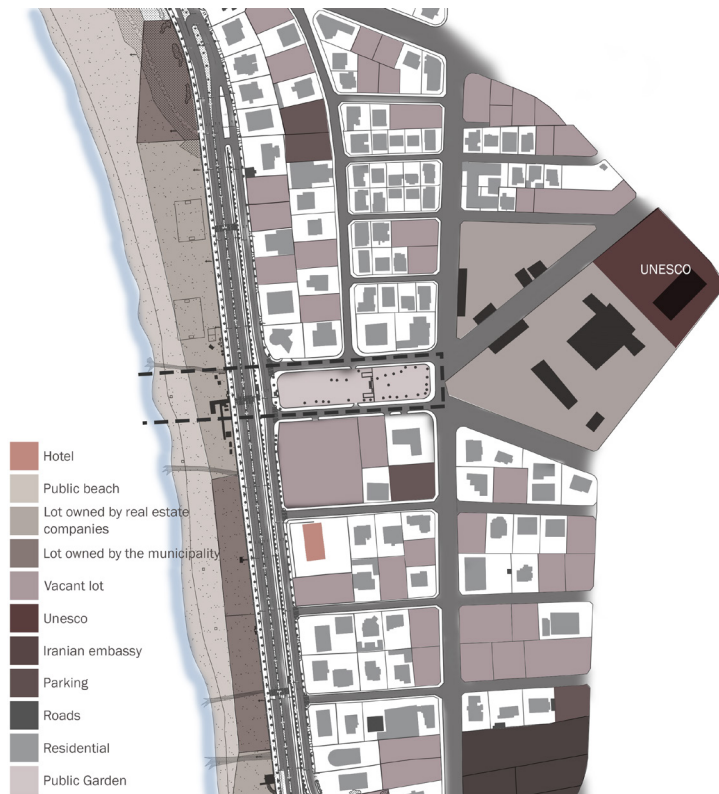 UNESCO
Hotel
Public beach
Lot owned by real estate
companies
Lot owned by the municipality
Vacant lot
Unesco
Iranian embassy
Parking
Roads
Residential
Public Garden